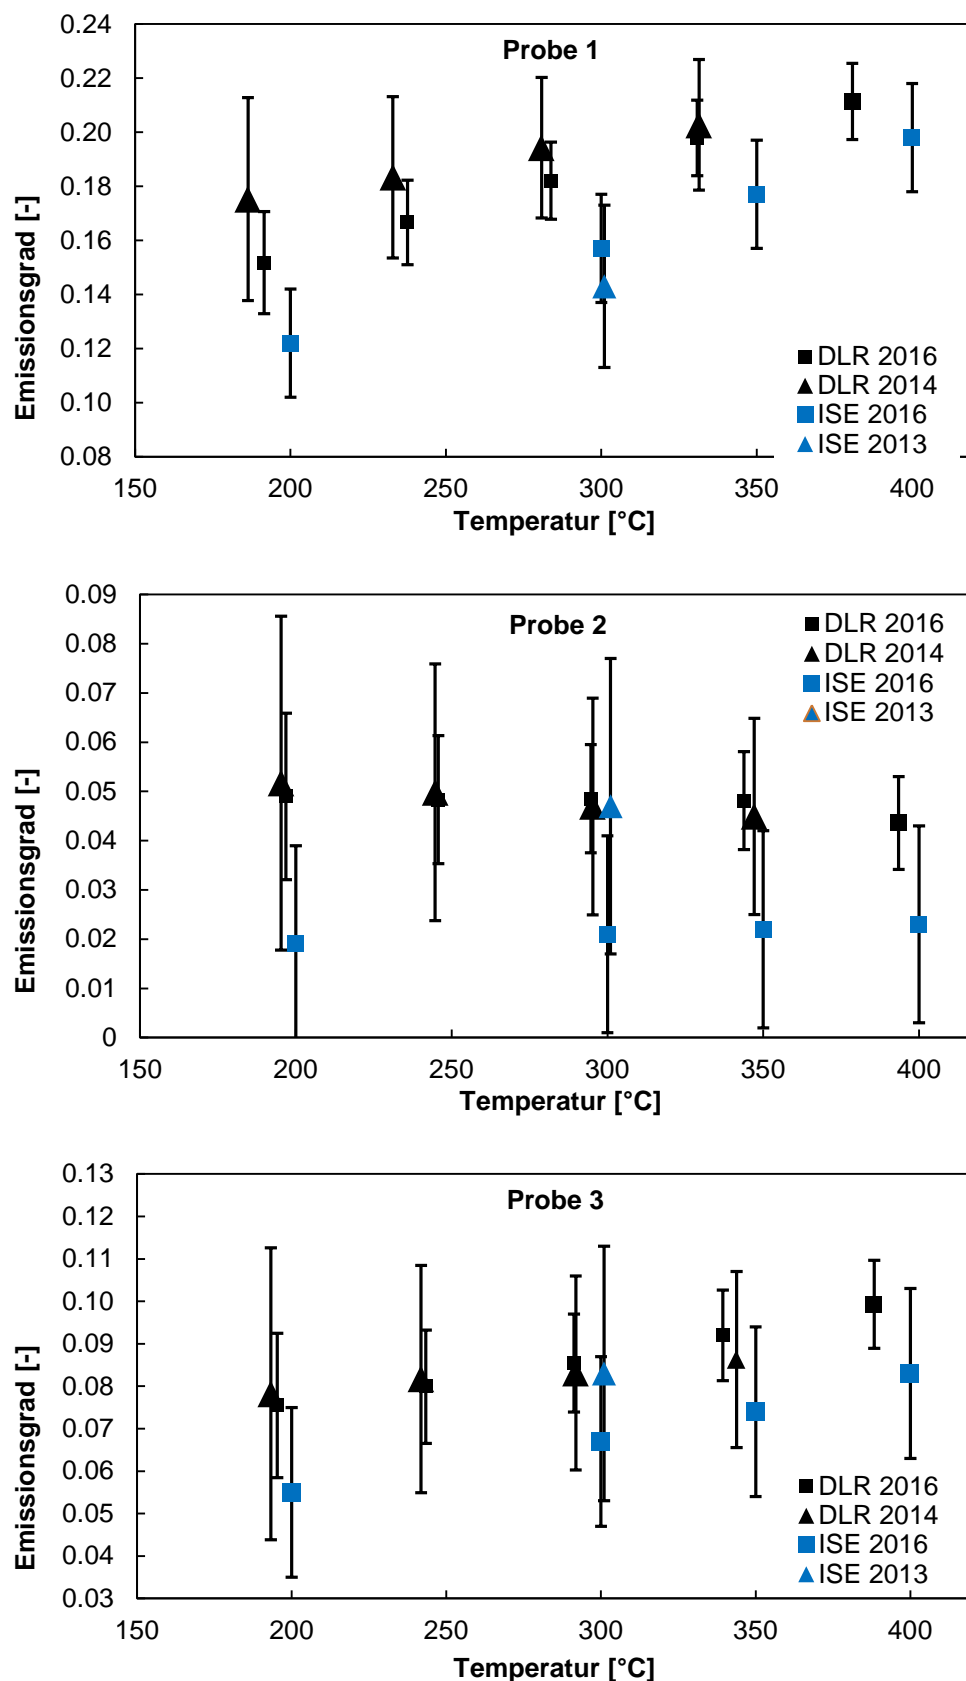 0.24
0.22
0.20
0.18
0.16
0.14
0.12
0.10
0.08
Emissionsgrad [-]
Probe 1
DLR 2016
DLR 2014
ISE 2016
ISE 2013
150 200 250 300 350 400
Temperatur [°C]
0.09
0.08
0.07
0.06
0.05
0.04
0.03
0.02
0.01
0
Emissionsgrad [-]
Probe 2
DLR 2016
DLR 2014
ISE 2016
ISE 2013
150 200 250 300 350 400
Temperatur [°C]
0.13
0.12
0.11
0.10
0.09
0.08
0.07
0.06
0.05
0.04
0.03
Emissionsgrad [-]
Probe 3
DLR 2016
DLR 2014
ISE 2016
ISE 2013
150 200 250 300 350 400
Temperatur [°C]